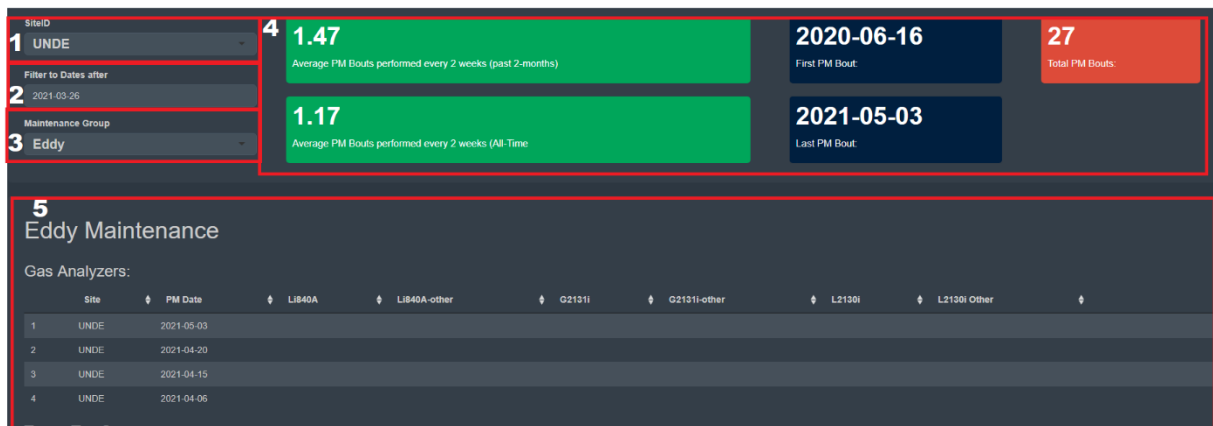 SiteID
1 UNDE
Filter to Dates after
2 2021-03-26
Maintenance Group
3 Eddy
4
1.47
Average PM Bouts performed every 2 weeks (past 2-months)
2020-06-16
First PM Bout:
27
Total PM Bouts:
1.17
Average PM Bouts performed every 2 weeks (All-Time
2021-05-03
Last PM Bout:
5
Eddy Maintenance
Gas Analyzers:
Site PM Date Li840A Li840A-other G2131i G2131i-other L2130i L2130i Other
1 UNDE 2021-05-03
2 UNDE 2021-04-20
3 UNDE 2021-04-15
4 UNDE 2021-04-06